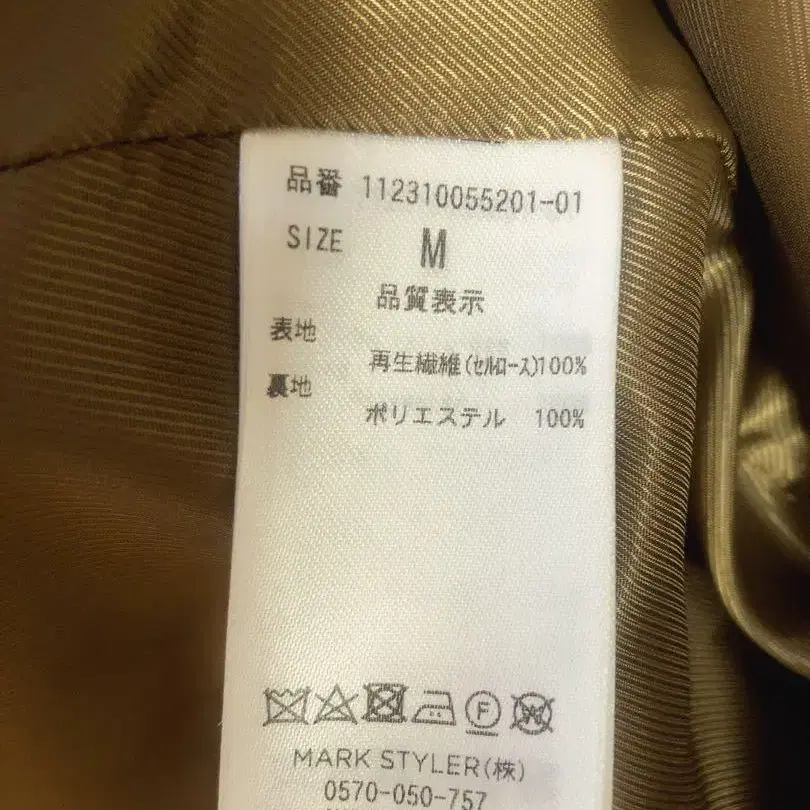 品番 112310055201-01
SIZE M
品質表示
表地
再生繊維(セルロース)100%
裏地
ポリエステル 100%
F
W
MARK STYLER(株)
0570-050-757